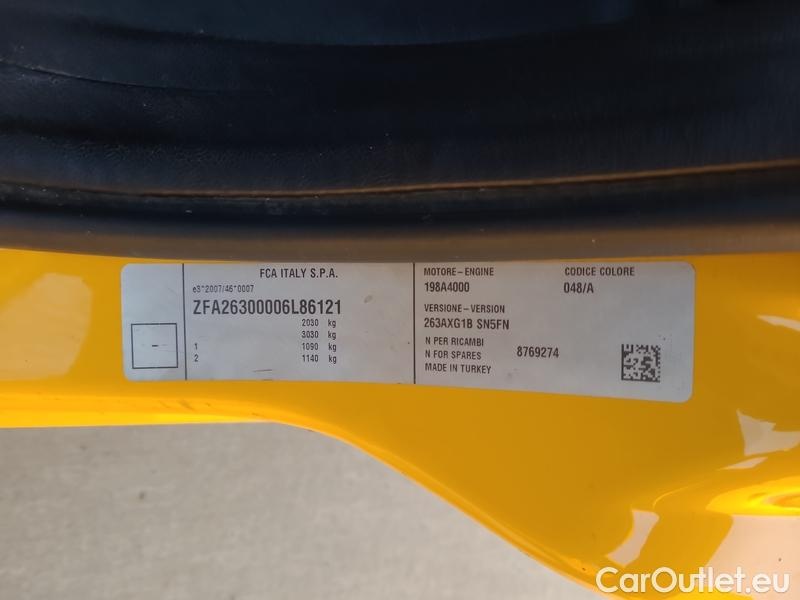 FCA ITALY S.P.A.
e3*2007/46*0007
ZFA26300006L86121
2030 kg
3030 kg
1 1090 kg
2 1140 kg
-
MOTORE-ENGINE CODICE COLORE
198A4000 048/A
VERSIONE-VERSION
263AXG1B SN5FN
N PER RICAMBI
N FOR SPARES 8769274
MADE IN TURKEY
CarOutlet.eu